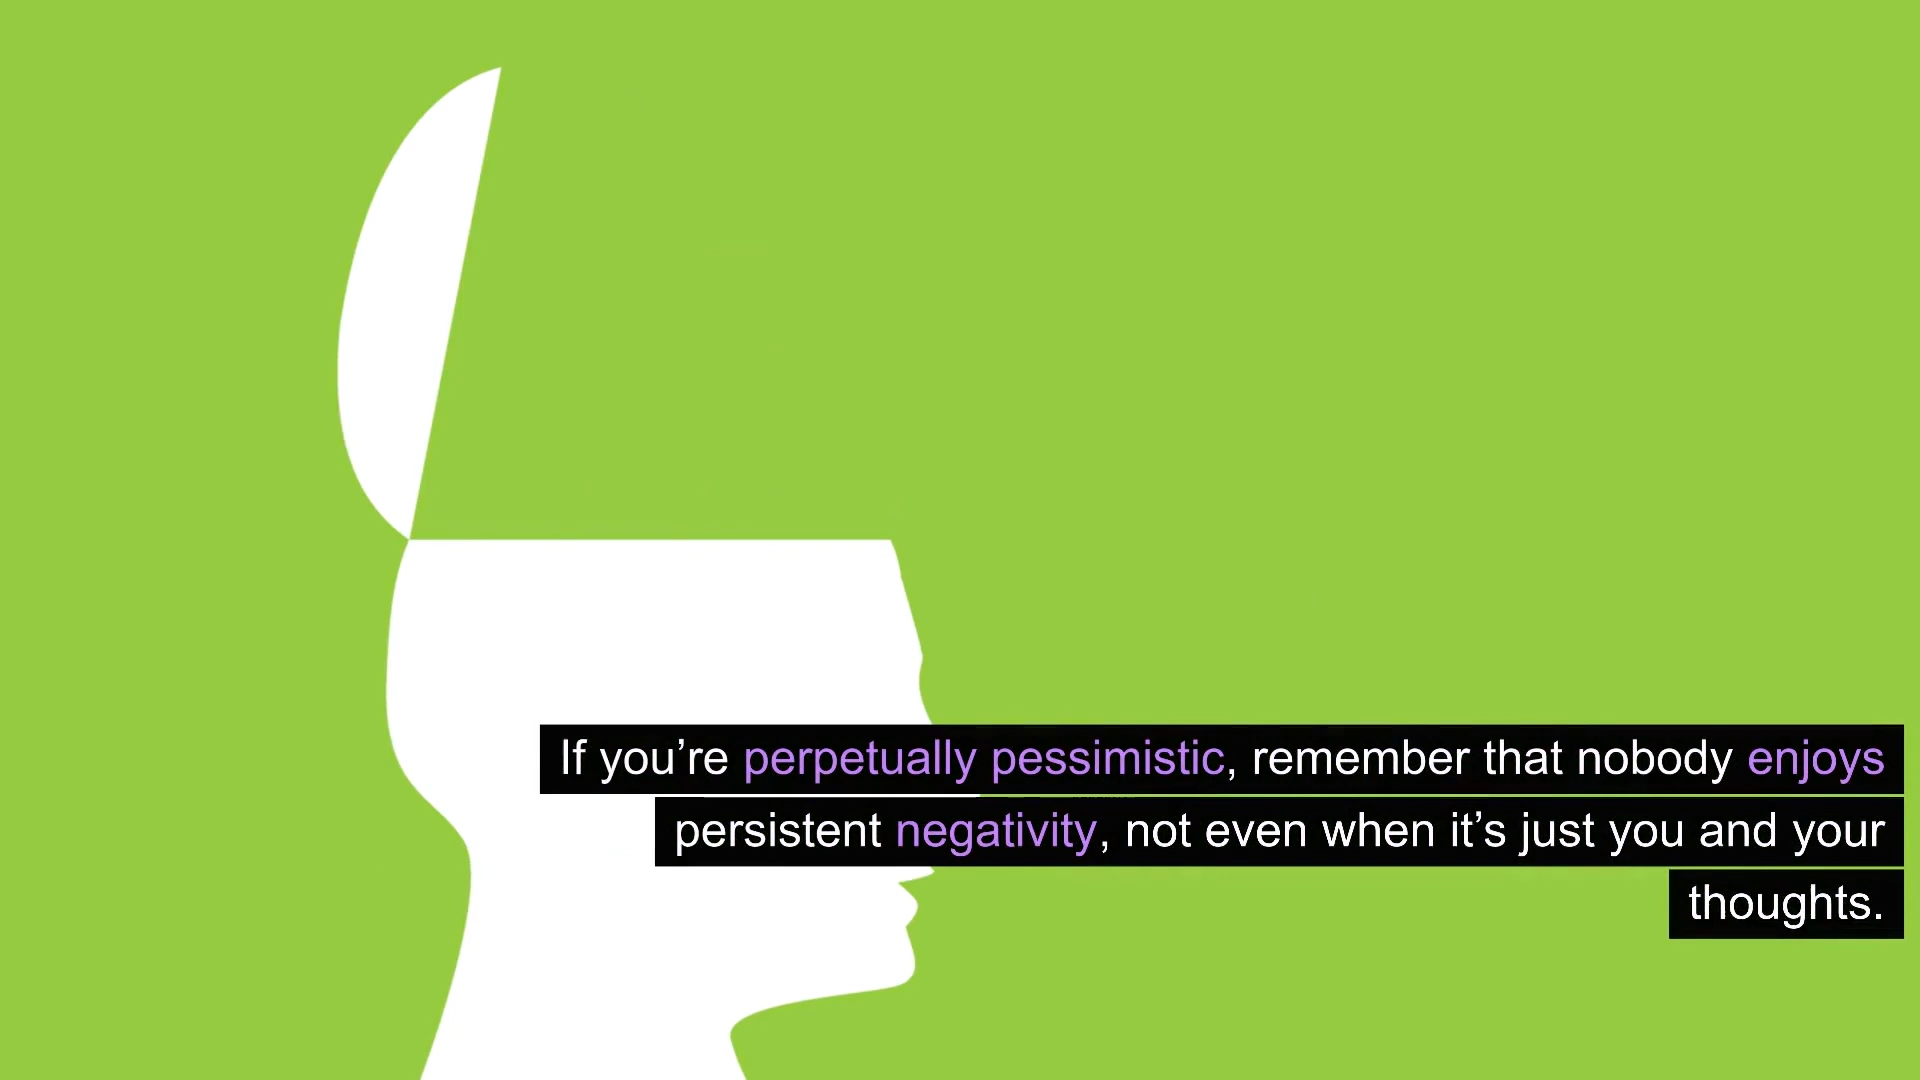 If you’re perpetually pessimistic, remember that nobody enjoys
persistent negativity, not even when it’s just you and your
thoughts.